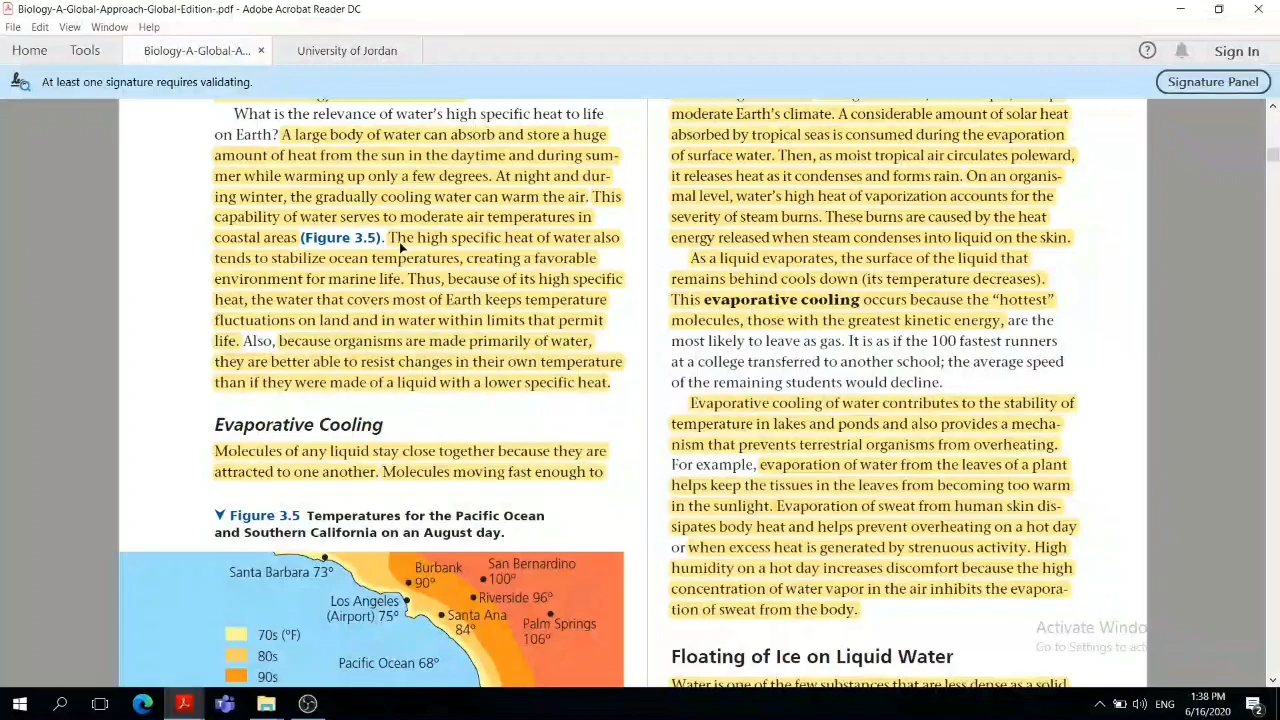 Biology-A-Global-Approach-Global-Edition-.pdf - Adobe Acrobat Reader DC
File Edit View Window Help
Home Tools Biology-A-Global-A... × University of Jordan Sign In
At least one signature requires validating. Signature Panel
What is the relevance of water's high specific heat to life
on Earth? A large body of water can absorb and store a huge
amount of heat from the sun in the daytime and during sum-
mer while warming up only a few degrees. At night and dur-
ing winter, the gradually cooling water can warm the air. This
capability of water serves to moderate air temperatures in
coastal areas (Figure 3.5). The high specific heat of water also
tends to stabilize ocean temperatures, creating a favorable
environment for marine life. Thus, because of its high specific
heat, the water that covers most of Earth keeps temperature
fluctuations on land and in water within limits that permit
life. Also, because organisms are made primarily of water,
they are better able to resist changes in their own temperature
than if they were made of a liquid with a lower specific heat.
Evaporative Cooling
Molecules of any liquid stay close together because they are
attracted to one another. Molecules moving fast enough to
Figure 3.5 Temperatures for the Pacific Ocean
and Southern California on an August day.
Santa Barbara 73°
Burbank
90°
San Bernardino
100°
Los Angeles
(Airport) 75°
Riverside 96°
Santa Ana
84°
Palm Springs
106°
70s (°F)
80s
90s
Pacific Ocean 68°
moderate Earth's climate. A considerable amount of solar heat
absorbed by tropical seas is consumed during the evaporation
of surface water. Then, as moist tropical air circulates poleward,
it releases heat as it condenses and forms rain. On an organis-
mal level, water's high heat of vaporization accounts for the
severity of steam burns. These burns are caused by the heat
energy released when steam condenses into liquid on the skin.
As a liquid evaporates, the surface of the liquid that
remains behind cools down (its temperature decreases).
This evaporative cooling occurs because the "hottest"
molecules, those with the greatest kinetic energy, are the
most likely to leave as gas. It is as if the 100 fastest runners
at a college transferred to another school; the average speed
of the remaining students would decline.
Evaporative cooling of water contributes to the stability of
temperature in lakes and ponds and also provides a mecha-
nism that prevents terrestrial organisms from overheating.
For example, evaporation of water from the leaves of a plant
helps keep the tissues in the leaves from becoming too warm
in the sunlight. Evaporation of sweat from human skin dis-
sipates body heat and helps prevent overheating on a hot day
or when excess heat is generated by strenuous activity. High
humidity on a hot day increases discomfort because the high
concentration of water vapor in the air inhibits the evapora-
tion of sweat from the body.
Floating of Ice on Liquid Water
Water is one of the few substances that are less dense as a solid
Activate Windo
Go to Settings to act
ENG
1:38 PM
6/16/2020
2